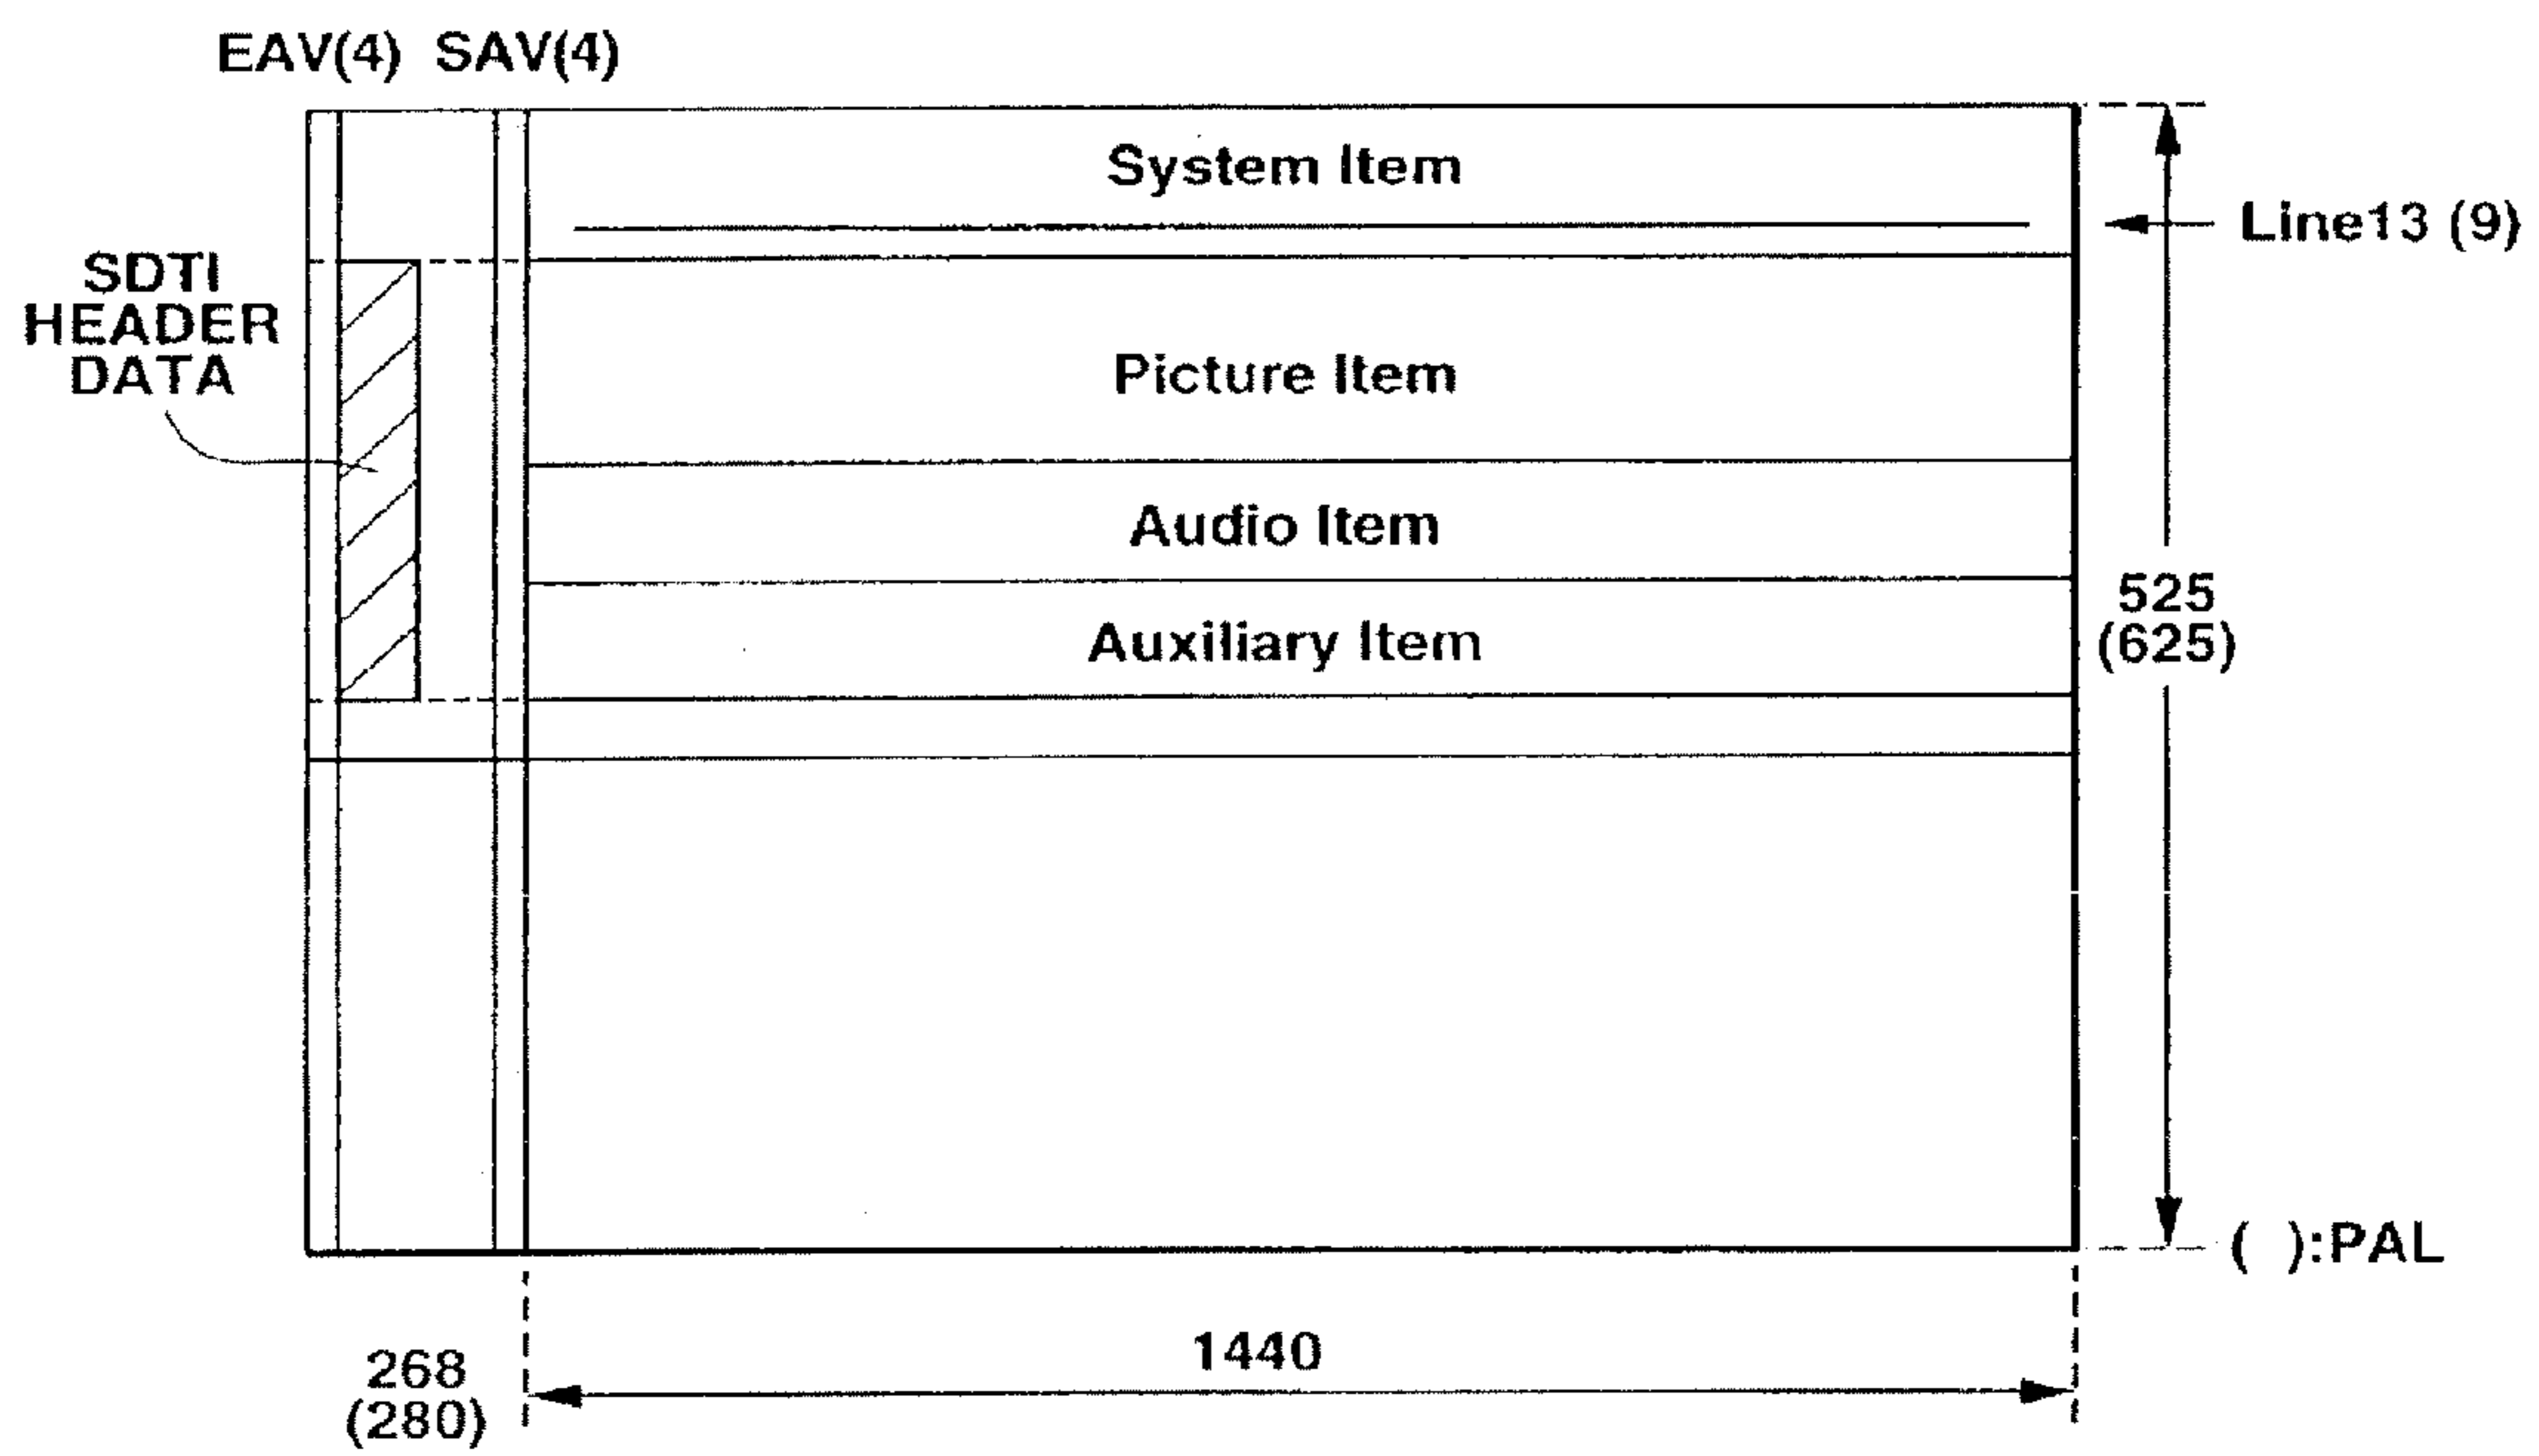 EAV(4) SAV(4)
System Item
Line13 (9)
SDTI
HEADER
DATA
Picture Item
Audio Item
525
(625)
Auxiliary Item
( ):PAL
1440
268
(280)